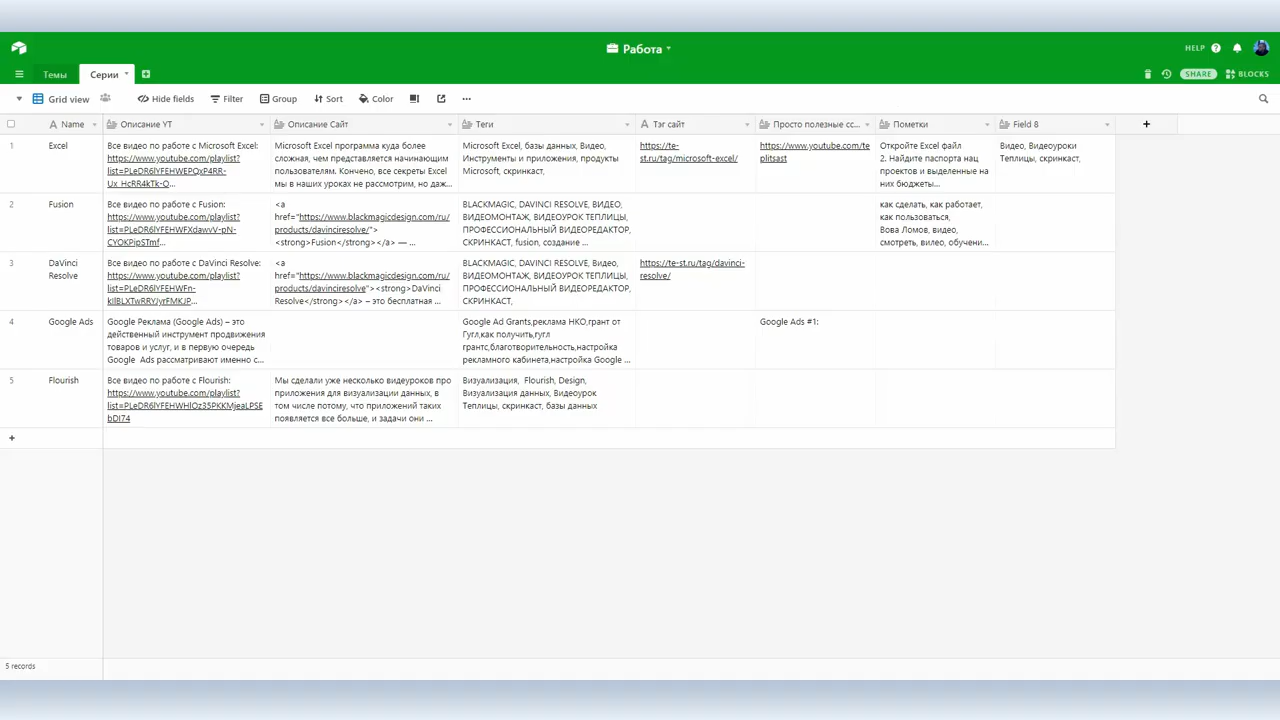 Работа
HELP
Темы
Серии
SHARE
BLOCKS
Grid view
Hide fields
Filter
Group
Sort
Color
Name
Описание YT
Описание Сайт
Теги
Тэг сайт
Просто полезные сс...
Пометки
Field 8
1
Excel
Все видео по работе с Microsoft Excel:
https://www.youtube.com/playlist?
list=PLeDR6lYFEHWEPQxP4RR-
Ux_HcRR4kTk-O...
Microsoft Excel программа куда более
сложная, чем представляется начинающим
пользователям. Кончено, все секреты Excel
мы в наших уроках не рассмотрим, но даж...
Microsoft Excel, базы данных, Видео,
Инструменты и приложения, продукты
Microsoft, скринкаст,
https://te-
st.ru/tag/microsoft-excel/
https://www.youtube.com/te
plitsast
Откройте Excel файл
2. Найдите паспорта нац
проектов и выделенные на
них бюджеты...
Видео, Видеоуроки
Теплицы, скринкаст,
2
Fusion
Все видео по работе с Fusion:
https://www.youtube.com/playlist?
list=PLeDR6lYFEHWFXdawvV-pN-
CYOKPipSTmf...
<a
href="https://www.blackmagicdesign.com/ru/
products/davinciresolve/">
<strong>Fusion</strong></a> — ...
BLACKMAGIC, DAVINCI RESOLVE, ВИДЕО,
ВИДЕОМОНТАЖ, ВИДЕОУРОК ТЕПЛИЦЫ,
ПРОФЕССИОНАЛЬНЫЙ ВИДЕОРЕДАКТОР,
СКРИНКАСТ, fusion, создание ...
как сделать, как работает,
как пользоваться,
Вова Ломов, видео,
смотреть, вилео, обучени...
3
DaVinci
Resolve
Все видео по работе с DaVinci Resolve:
https://www.youtube.com/playlist?
list=PLeDR6lYFEHWFn-
kIlBLXTwRRYJyrFMKJP...
<a
href="https://www.blackmagicdesign.com/ru/
products/davinciresolve"><strong>DaVinci
Resolve</strong></a> – это бесплатная ...
BLACKMAGIC, DAVINCI RESOLVE, Видео,
ВИДЕОМОНТАЖ, ВИДЕОУРОК ТЕПЛИЦЫ,
ПРОФЕССИОНАЛЬНЫЙ ВИДЕОРЕДАКТОР,
СКРИНКАСТ,
https://te-st.ru/tag/davinci-
resolve/
4
Google Ads
Google Реклама (Google Ads) – это
действенный инструмент продвижения
товаров и услуг, и в первую очередь
Google Ads рассматривают именно с...
Google Ad Grants,реклама НКО,грант от
Гугл,как получить,гугл
грантс,благотворительность,настройка
рекламного кабинета,настройка Google ...
Google Ads #1:
5
Flourish
Все видео по работе с Flourish:
https://www.youtube.com/playlist?
list=PLeDR6lYFEHWHlOz35PKKMjeaLPSE
bDI74
Мы сделали уже несколько видеуроков про
приложения для визуализации данных, в
том числе потому, что приложений таких
появляется все больше, и задачи они ...
Визуализация, Flourish, Design,
Визуализация данных, Видеоурок
Теплицы, скринкаст, базы данных
5 records